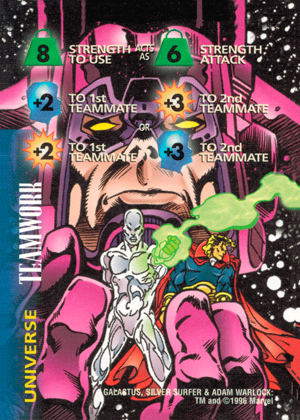 8 STRENGTH TO USE ACTS AS 6 STRENGTH ATTACK
+2 TO 1st TEAMMATE +3 TO 2nd TEAMMATE
OR
+2 TO 1st TEAMMATE +3 TO 2nd TEAMMATE
TEAMWORK
UNIVERSE
GALACTUS, SILVER SURFER & ADAM WARLOCK:
TM and ©1996 Marvel